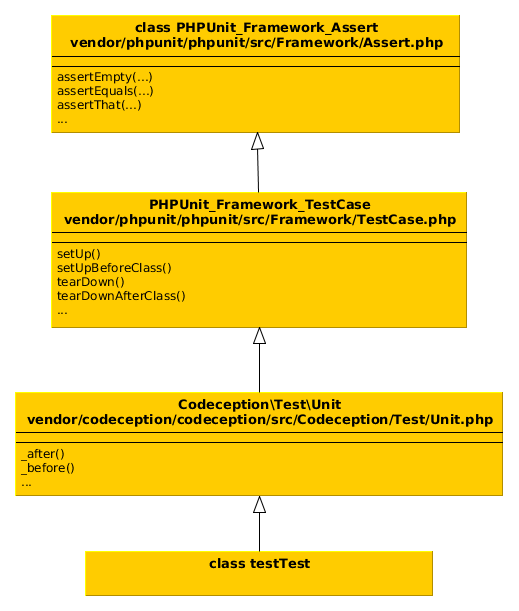 class PHPUnit_Framework_Assert
vendor/phpunit/phpunit/src/Framework/Assert.php
assertEmpty(...)
assertEquals(...)
assertThat(...)
...
PHPUnit_Framework_TestCase
vendor/phpunit/phpunit/src/Framework/TestCase.php
setUp()
setUpBeforeClass()
tearDown()
tearDownAfterClass()
...
Codeception\Test\Unit
vendor/codeception/codeception/src/Codeception/Test/Unit.php
_after()
_before()
...
class testTest